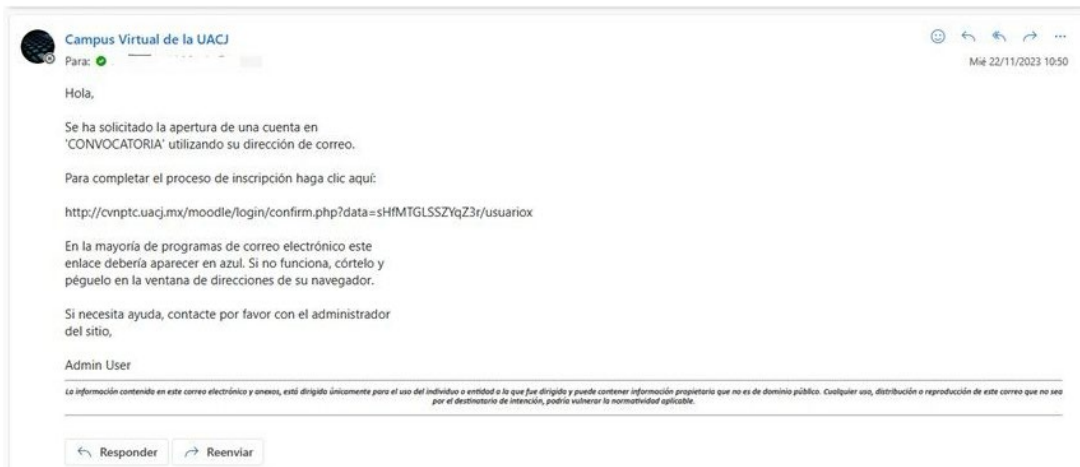 Campus Virtual de la UACJ
Para:
Mié 22/11/2023 10:50
Hola,
Se ha solicitado la apertura de una cuenta en
'CONVOCATORIA' utilizando su dirección de correo.
Para completar el proceso de inscripción haga clic aquí:
http://cvnptc.uacj.mx/moodle/login/confirm.php?data=sHfMTGLSSZYqZ3r/usuariox
En la mayoría de programas de correo electrónico este
enlace debería aparecer en azul. Si no funciona, córtelo y
péguelo en la ventana de direcciones de su navegador.
Si necesita ayuda, contacte por favor con el administrador
del sitio,
Admin User
La información contenida en este correo electrónico y anexos, está dirigida únicamente para el uso del individuo o entidad a la que fue dirigida y puede contener información propietaria que no es de dominio público. Cualquier uso, distribución o reproducción de este correo que no sea
por el destinatario de intención, podría vulnerar la normatividad aplicable.
Responder
Reenviar